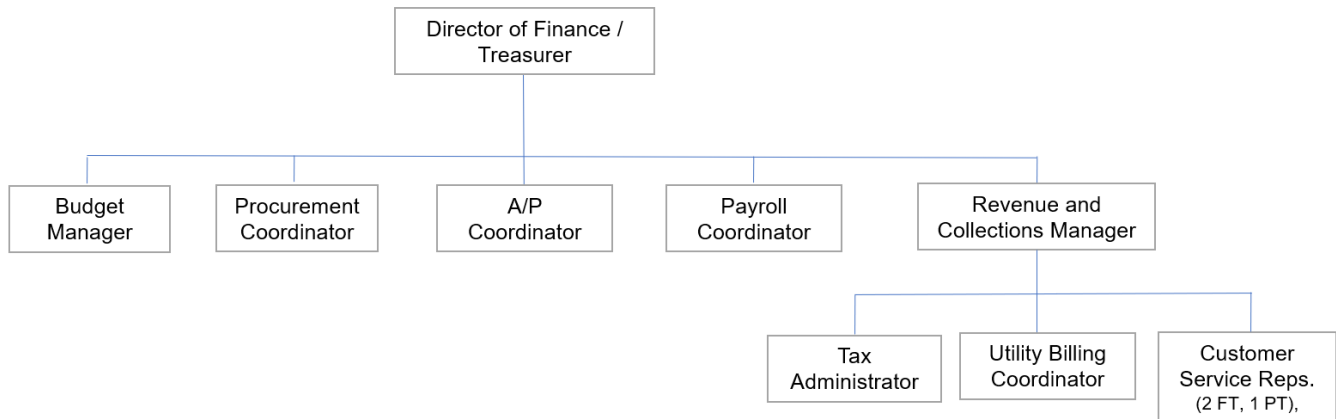 Director of Finance /
Treasurer
Budget
Manager
Procurement
Coordinator
A/P
Coordinator
Payroll
Coordinator
Revenue and
Collections Manager
Tax
Administrator
Utility Billing
Coordinator
Customer
Service Reps.
(2 FT, 1 PT),